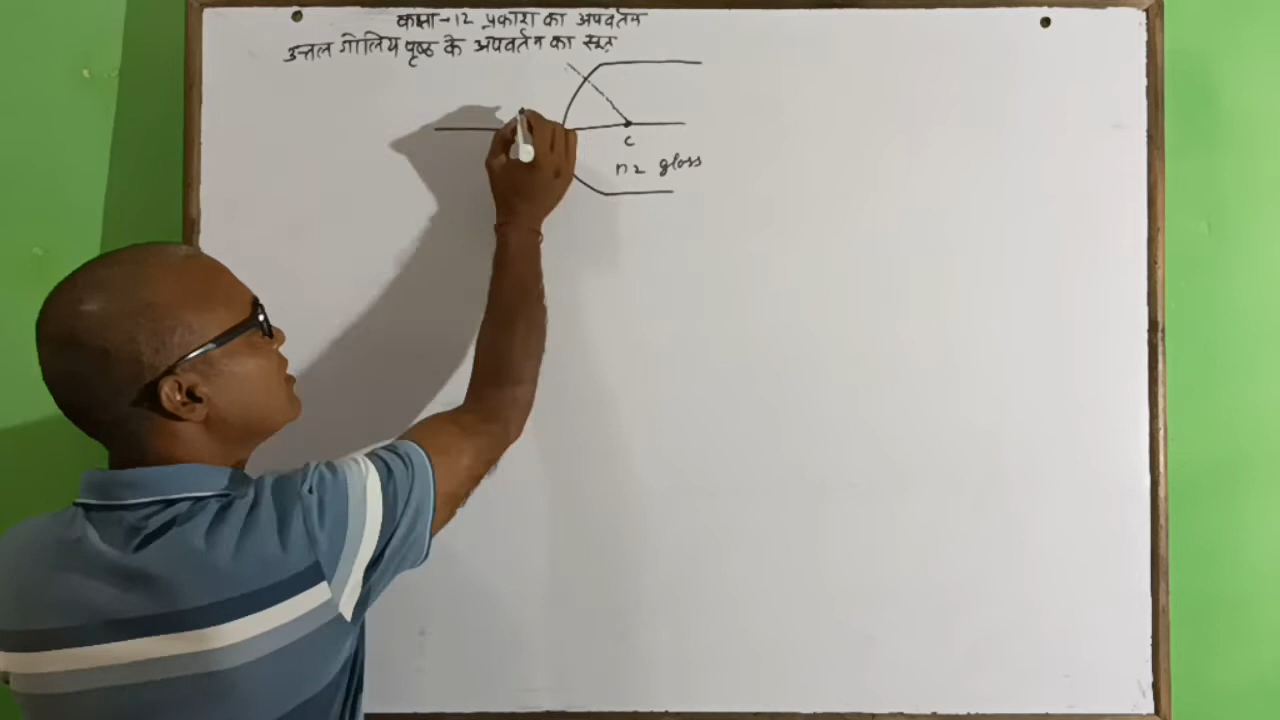 कक्षा-12 प्रकाश का अपवर्तन
उत्तल गोलिय पृष्ठ के अपवर्तन का सूत्र
C
n2 glass